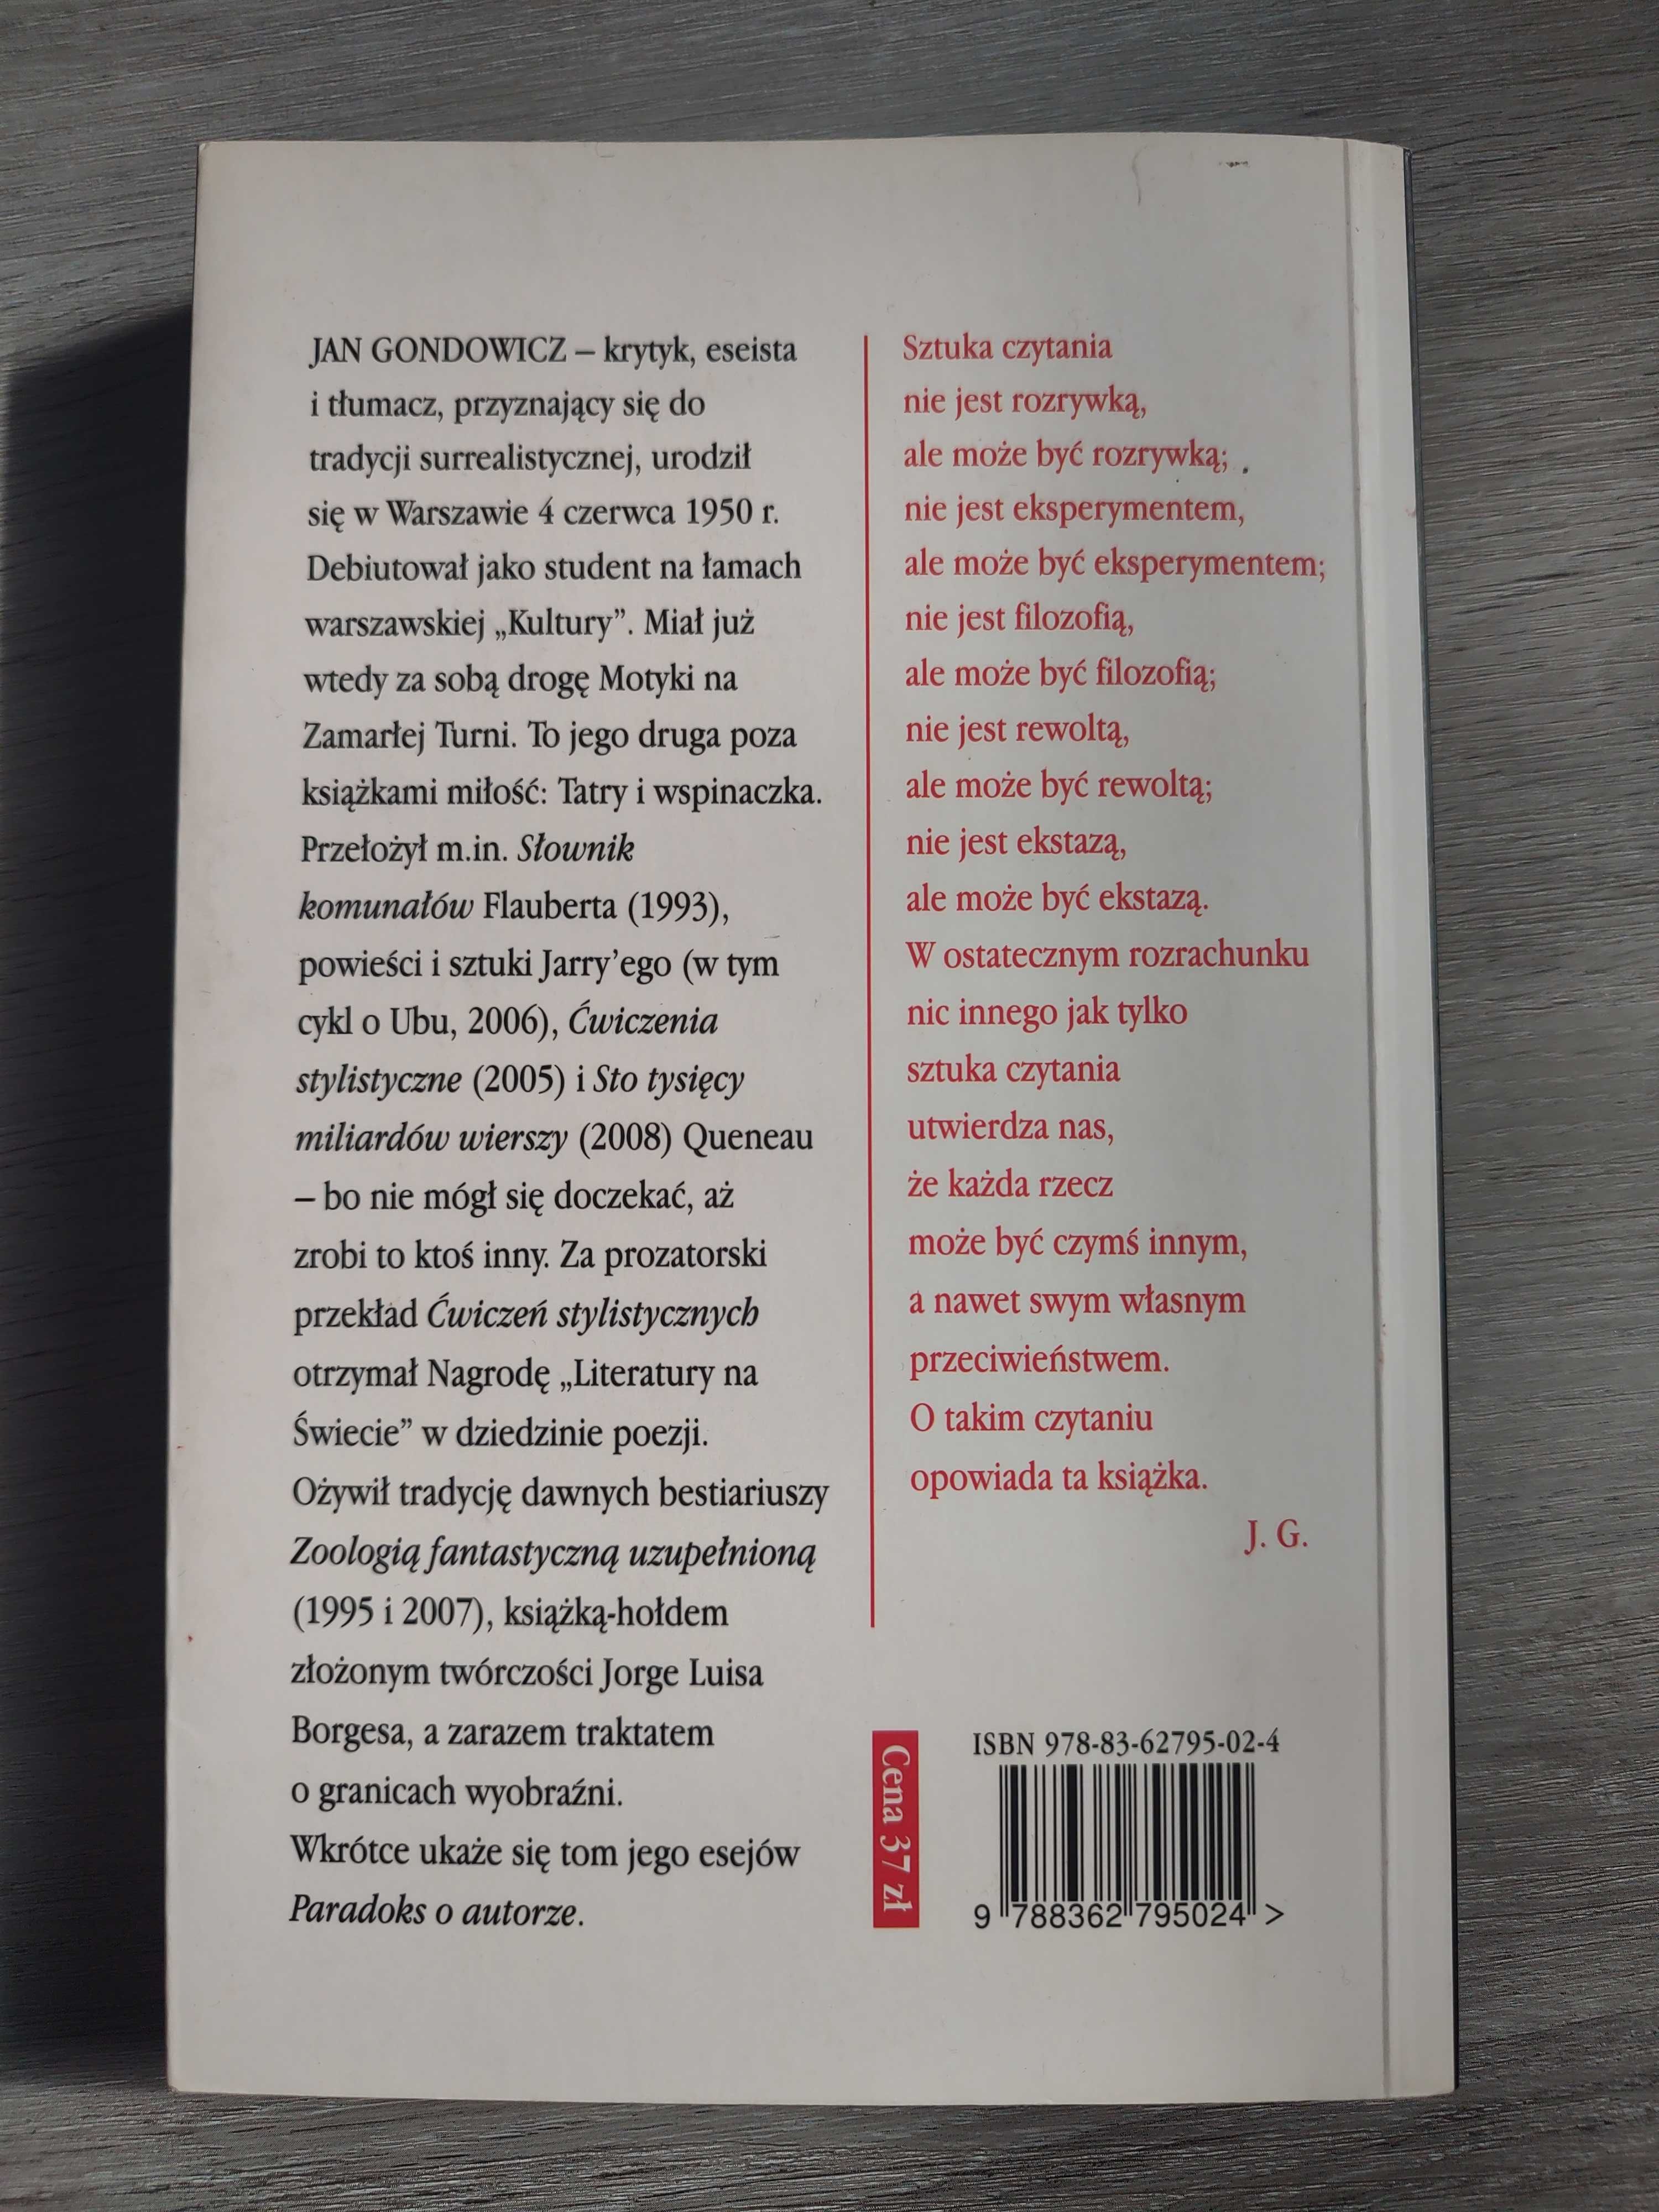 JAN GONDOWICZ – krytyk, eseista
i tłumacz, przyznający się do
tradycji surrealistycznej, urodził
się w Warszawie 4 czerwca 1950 r.
Debiutował jako student na łamach
warszawskiej „Kultury”. Miał już
wtedy za sobą drogę Motyki na
Zamarłej Turni. To jego druga poza
książkami miłość: Tatry i wspinaczka.
Przełożył m.in. Słownik
komunałów Flauberta (1993),
powieści i sztuki Jarry’ego (w tym
cykl o Ubu, 2006), Ćwiczenia
stylistyczne (2005) i Sto tysięcy
miliardów wierszy (2008) Queneau
– bo nie mógł się doczekać, aż
zrobi to ktoś inny. Za prozatorski
przekład Ćwiczeń stylistycznych
otrzymał Nagrodę „Literatury na
Świecie” w dziedzinie poezji.
Ożywił tradycję dawnych bestiariuszy
Zoologią fantastyczną uzupełnioną
(1995 i 2007), książką-hołdem
złożonym twórczości Jorge Luisa
Borgesa, a zarazem traktatem
o granicach wyobraźni.
Wkrótce ukaże się tom jego esejów
Paradoks o autorze.
Sztuka czytania
nie jest rozrywką,
ale może być rozrywką;
nie jest eksperymentem,
ale może być eksperymentem;
nie jest filozofią,
ale może być filozofią;
nie jest rewoltą,
ale może być rewoltą;
nie jest ekstazą,
ale może być ekstazą.
W ostatecznym rozrachunku
nic innego jak tylko
sztuka czytania
utwierdza nas,
że każda rzecz
może być czymś innym,
a nawet swym własnym
przeciwieństwem.
O takim czytaniu
opowiada ta książka.
J. G.
Cena 37 zł
ISBN 978-83-62795-02-4
9 788362 795024 >